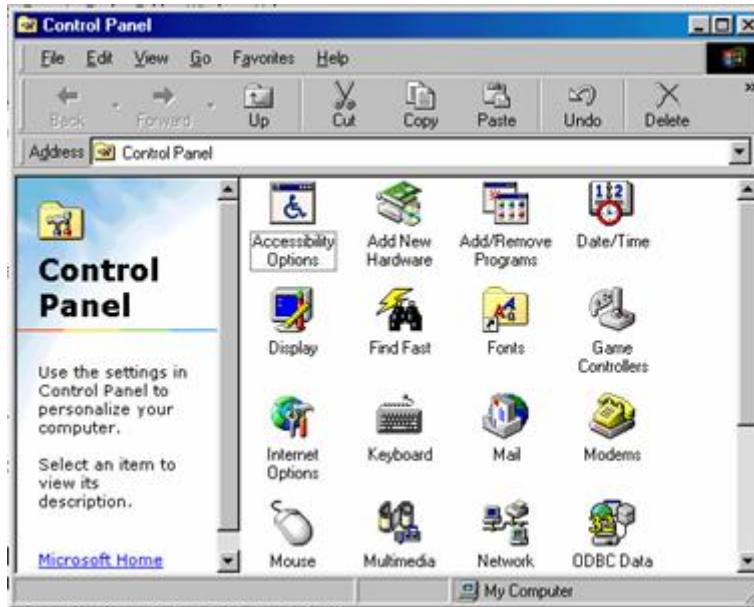 Control Panel
File Edit View Go Favorites Help
Back Forward Up Cut Copy Paste Undo Delete
Address Control Panel
Control
Panel
Use the settings in
Control Panel to
personalize your
computer.
Select an item to
view its
description.
Microsoft Home
Accessibility
Options
Add New
Hardware
Add/Remove
Programs
Date/Time
Display
Find Fast
Fonts
Game
Controllers
Internet
Options
Keyboard
Mail
Modems
Mouse
Multimedia
Network
ODBC Data
My Computer